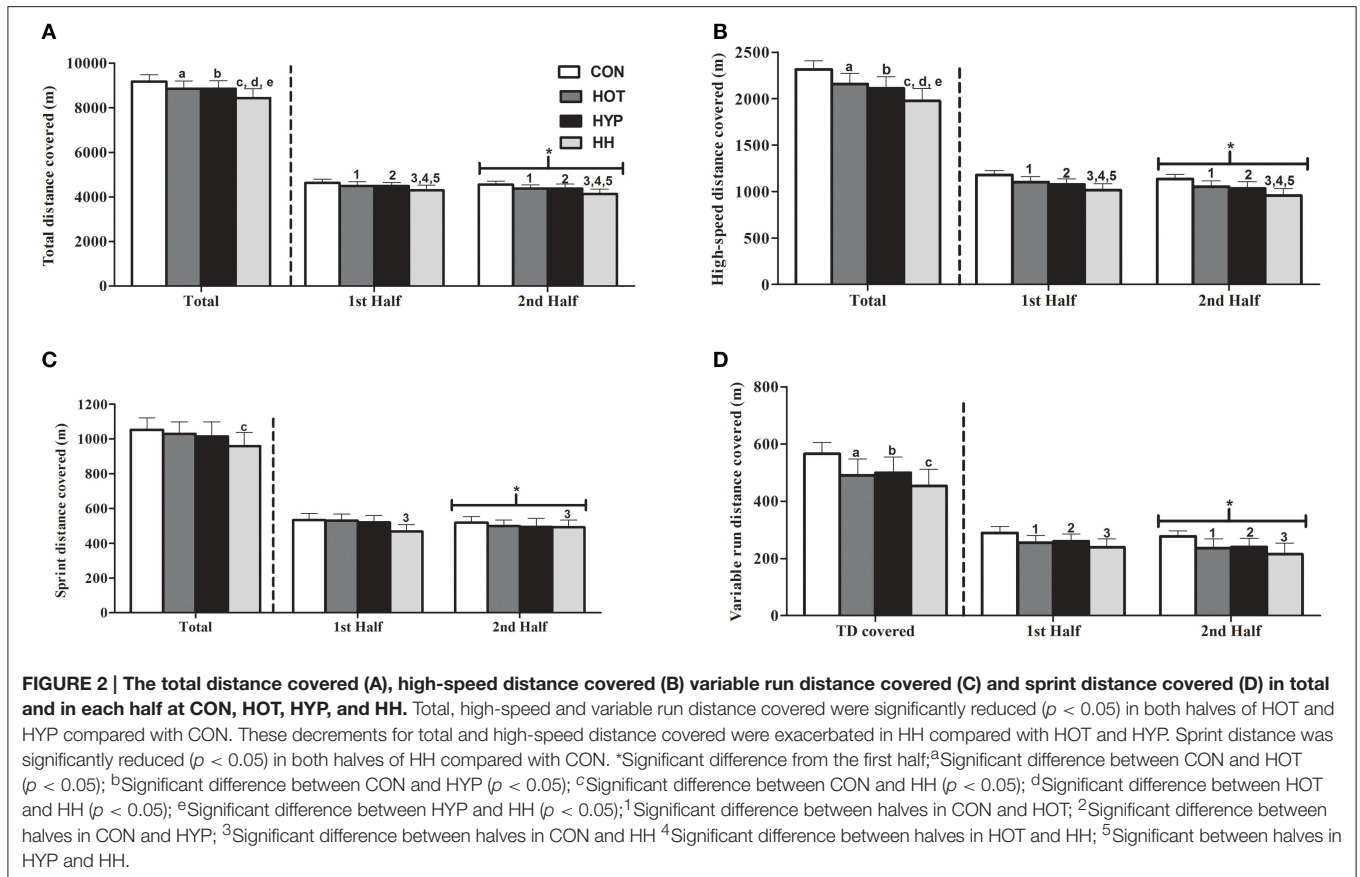 A
Total distance covered (m)
10000
8000
6000
4000
2000
0
a
b
c, d, e
1
2
3,4,5
*
1
2
3,4,5
CON
HOT
HYP
HH
Total
1st Half
2nd Half
B
High-speed distance covered (m)
2500
2000
1500
1000
500
0
a
b
c, d, e
1
2
3,4,5
*
1
2
3,4,5
Total
1st Half
2nd Half
C
Sprint distance covered (m)
1200
1000
800
600
400
200
0
c
3
*
3
Total
1st Half
2nd Half
D
Variable run distance covered (m)
800
600
400
200
0
a
b
c
1
2
3
*
1
2
3
TD covered
1st Half
2nd Half
FIGURE 2 | The total distance covered (A), high-speed distance covered (B) variable run distance covered (C) and sprint distance covered (D) in total
and in each half at CON, HOT, HYP, and HH. Total, high-speed and variable run distance covered were significantly reduced (p < 0.05) in both halves of HOT and
HYP compared with CON. These decrements for total and high-speed distance covered were exacerbated in HH compared with HOT and HYP. Sprint distance was
significantly reduced (p < 0.05) in both halves of HH compared with CON. *Significant difference from the first half;ᵃSignificant difference between CON and HOT
(p < 0.05); ᵇSignificant difference between CON and HYP (p < 0.05); ᶜSignificant difference between CON and HH (p < 0.05); ᵈSignificant difference between HOT
and HH (p < 0.05); ᵉSignificant difference between HYP and HH (p < 0.05);¹Significant difference between halves in CON and HOT; ²Significant difference between
halves in CON and HYP; ³Significant difference between halves in CON and HH ⁴Significant difference between halves in HOT and HH; ⁵Significant between halves in
HYP and HH.